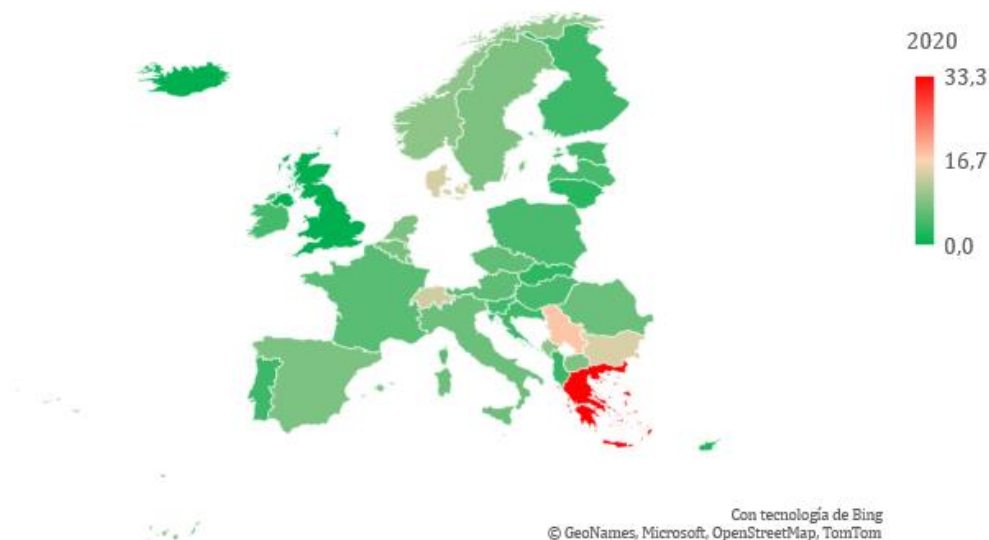 2020
33,3
16,7
0,0
Con tecnología de Bing
© GeoNames, Microsoft, OpenStreetMap, TomTom